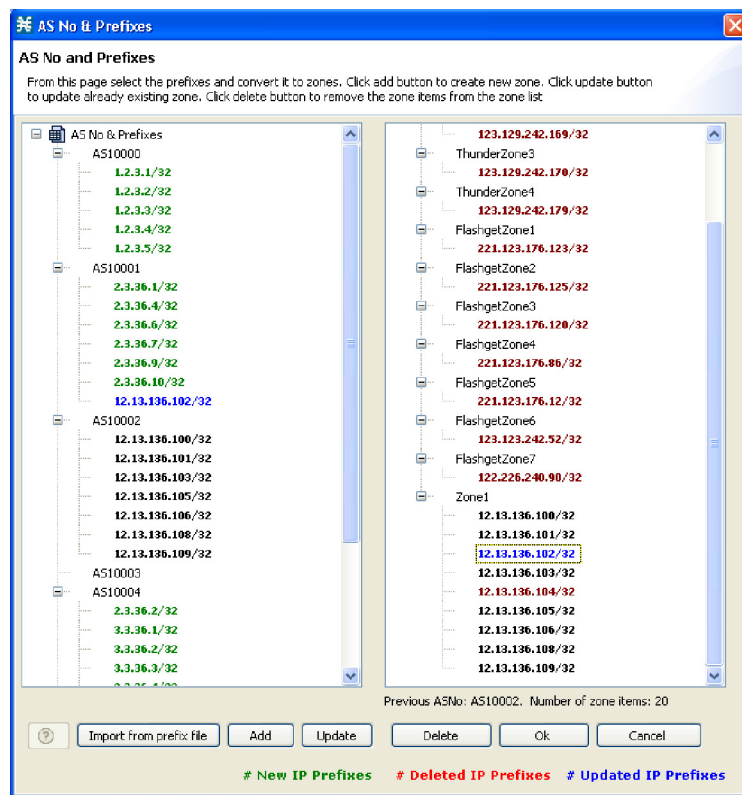 AS No & Prefixes
AS No and Prefixes
From this page select the prefixes and convert it to zones. Click add button to create new zone. Click update button
to update already existing zone. Click delete button to remove the zone items from the zone list
AS No & Prefixes
AS10000
1.2.3.1/32
1.2.3.2/32
1.2.3.3/32
1.2.3.4/32
1.2.3.5/32
AS10001
2.3.36.1/32
2.3.36.4/32
2.3.36.6/32
2.3.36.7/32
2.3.36.9/32
2.3.36.10/32
12.13.136.102/32
AS10002
12.13.136.100/32
12.13.136.101/32
12.13.136.103/32
12.13.136.105/32
12.13.136.106/32
12.13.136.108/32
12.13.136.109/32
AS10003
AS10004
2.3.36.2/32
3.3.36.1/32
3.3.36.2/32
3.3.36.3/32
123.129.242.169/32
ThunderZone3
123.129.242.170/32
ThunderZone4
123.129.242.179/32
FlashgetZone1
221.123.176.123/32
FlashgetZone2
221.123.176.125/32
FlashgetZone3
221.123.176.120/32
FlashgetZone4
221.123.176.86/32
FlashgetZone5
221.123.176.12/32
FlashgetZone6
123.123.242.52/32
FlashgetZone7
122.226.240.90/32
Zone1
12.13.136.100/32
12.13.136.101/32
12.13.136.102/32
12.13.136.103/32
12.13.136.104/32
12.13.136.105/32
12.13.136.106/32
12.13.136.108/32
12.13.136.109/32
Previous ASNo: AS10002. Number of zone items: 20
? Import from prefix file Add Update Delete Ok Cancel
# New IP Prefixes # Deleted IP Prefixes # Updated IP Prefixes